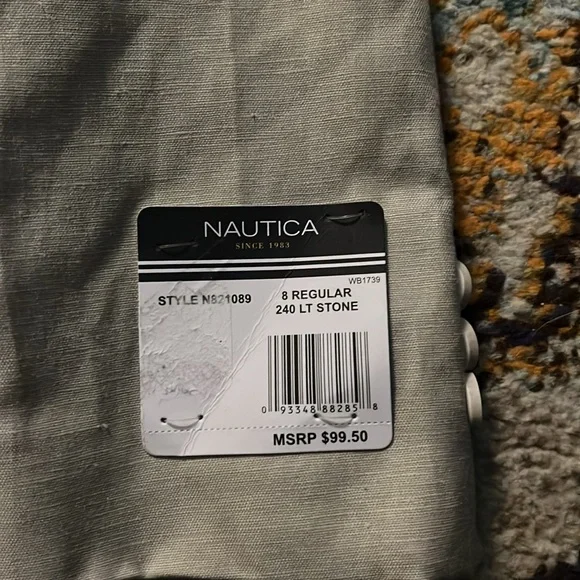 NAUTICA
SINCE 1983
WB1739
STYLE N821089
8 REGULAR
240 LT STONE
0 93348 88285 8
MSRP $99.50